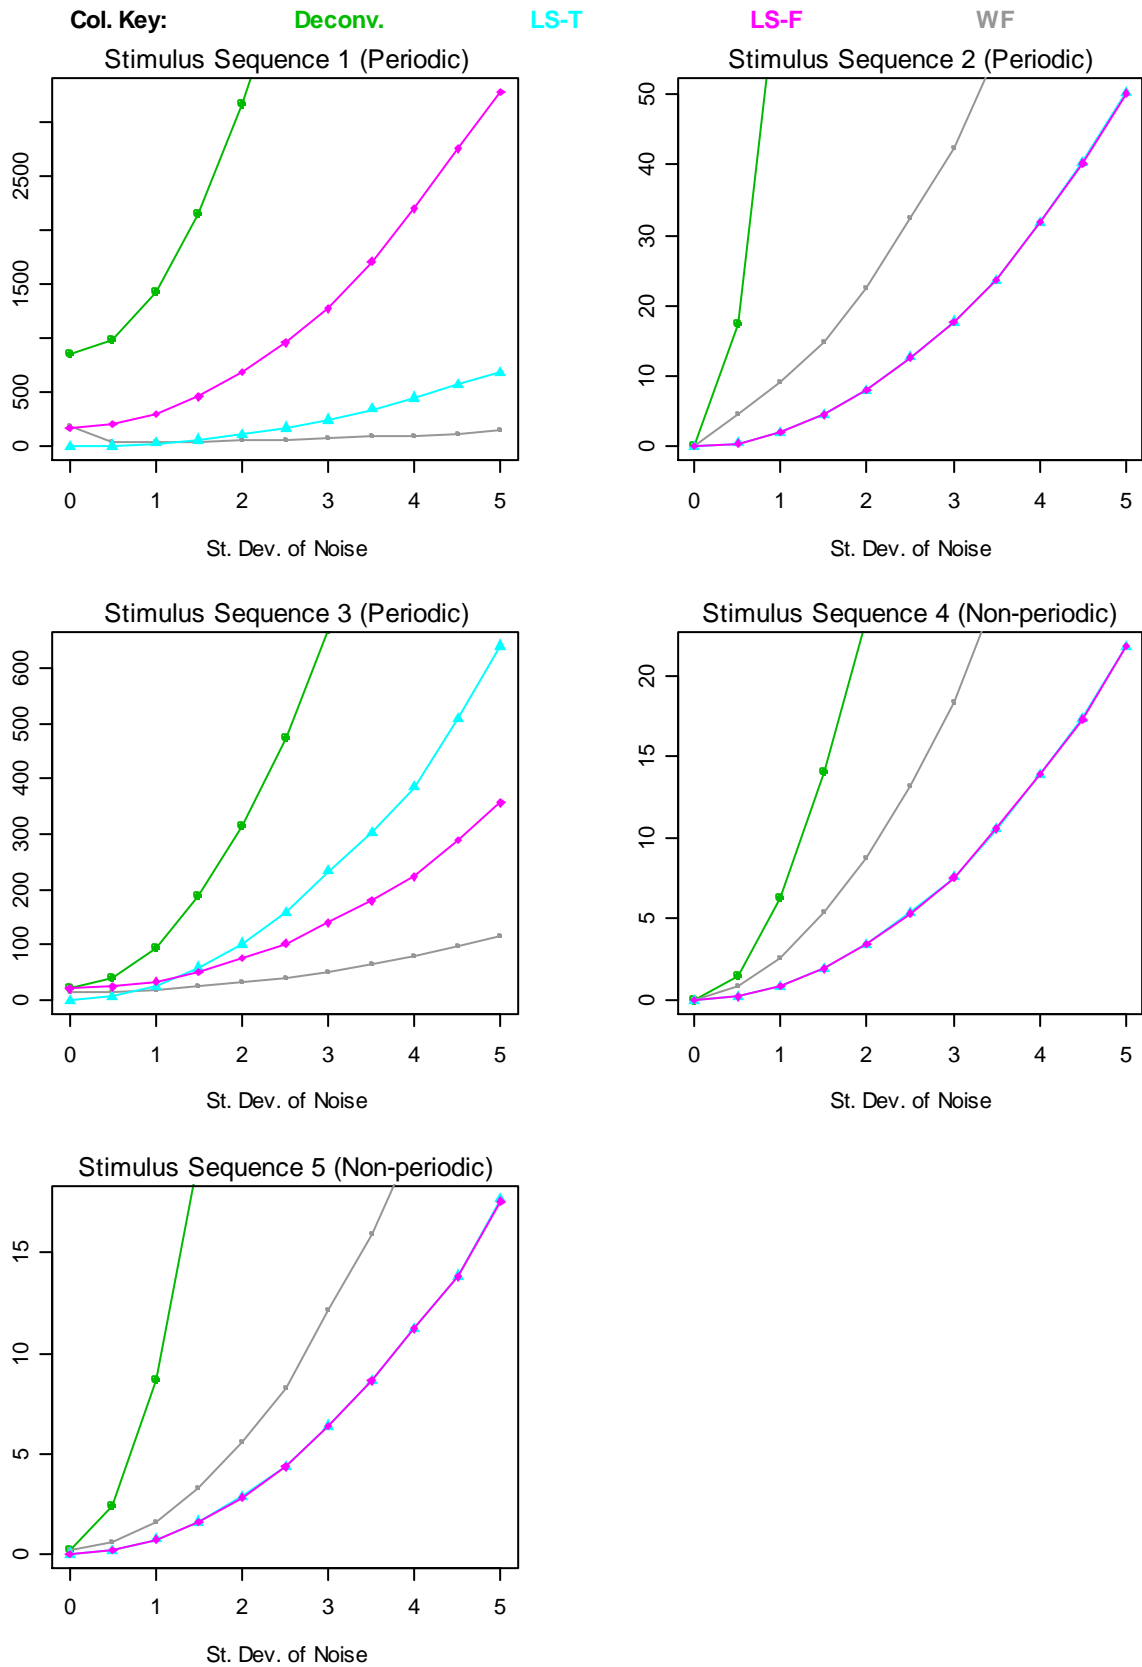 Col. Key: Deconv. LS-T LS-F WF
Stimulus Sequence 1 (Periodic)
2500
1500
500
0
0 1 2 3 4 5
St. Dev. of Noise
Stimulus Sequence 2 (Periodic)
50
40
30
20
10
0
0 1 2 3 4 5
St. Dev. of Noise
Stimulus Sequence 3 (Periodic)
600
500
400
300
200
100
0
0 1 2 3 4 5
St. Dev. of Noise
Stimulus Sequence 4 (Non-periodic)
20
15
10
5
0
0 1 2 3 4 5
St. Dev. of Noise
Stimulus Sequence 5 (Non-periodic)
15
10
5
0
0 1 2 3 4 5
St. Dev. of Noise